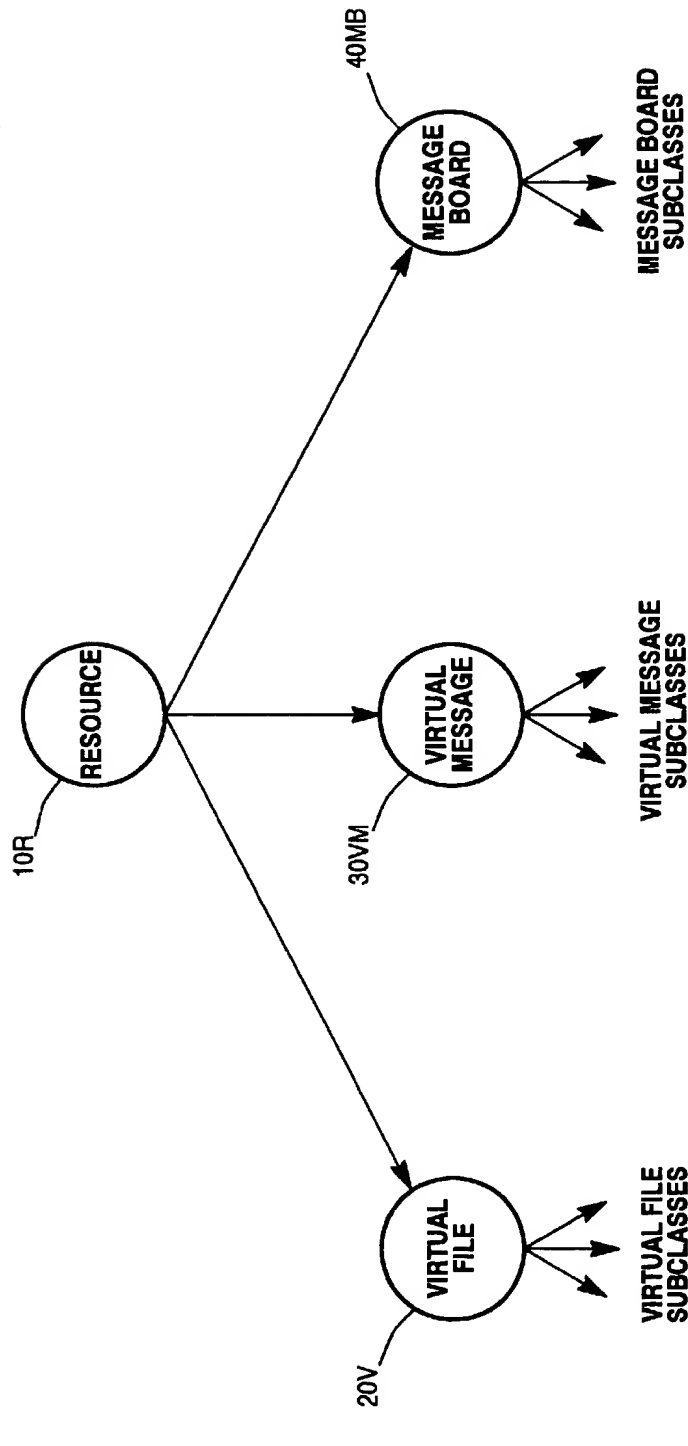 10R
RESOURCE
20V
VIRTUAL
FILE
30VM
VIRTUAL
MESSAGE
40MB
MESSAGE
BOARD
VIRTUAL FILE
SUBCLASSES
VIRTUAL MESSAGE
SUBCLASSES
MESSAGE BOARD
SUBCLASSES